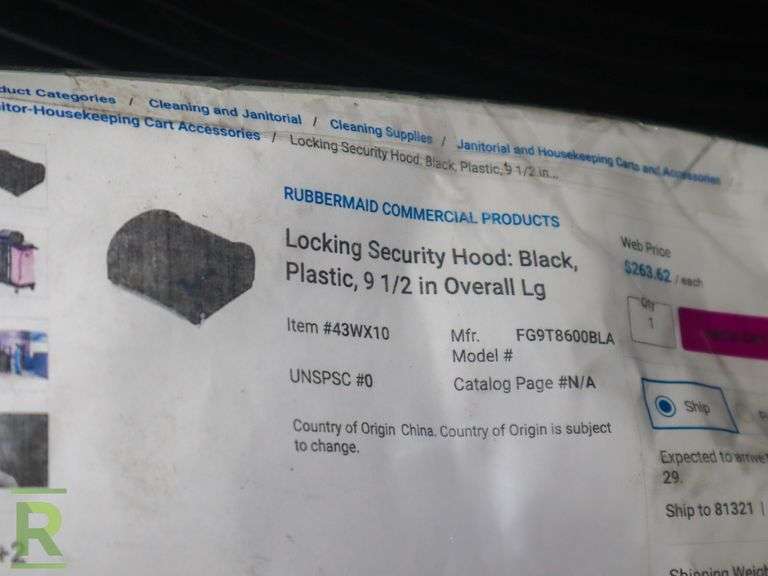 duct Categories / Cleaning and Janitorial / Cleaning Supplies / Janitorial and Housekeeping Carts and Accessories /
itor-Housekeeping Cart Accessories / Locking Security Hood: Black, Plastic, 9 1/2 in...
RUBBERMAID COMMERCIAL PRODUCTS
Locking Security Hood: Black,
Plastic, 9 1/2 in Overall Lg
Item #43WX10
Mfr. Model # FG9T8600BLA
UNSPSC #0
Catalog Page #N/A
Country of Origin China. Country of Origin is subject
to change.
Web Price
$263.62 / each
Qty
1
Ship
Expected to arrive
29.
Ship to 81321 |
Shipping Weigh
+2
R